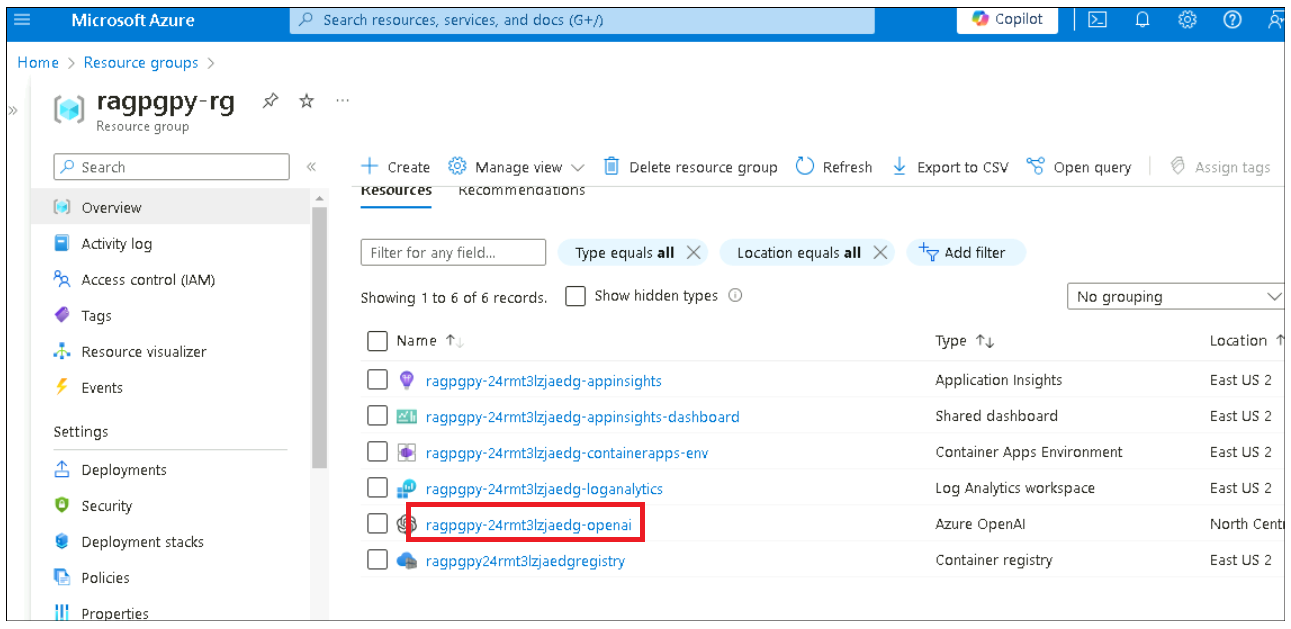 Microsoft Azure
Search resources, services, and docs (G+/)
Copilot
Home > Resource groups >
ragpgpy-rg
Resource group
Search
Create
Manage view
Delete resource group
Refresh
Export to CSV
Open query
Assign tags
Resources
Recommendations
Overview
Activity log
Access control (IAM)
Tags
Resource visualizer
Events
Settings
Deployments
Security
Deployment stacks
Policies
Properties
Filter for any field...
Type equals all
Location equals all
Add filter
Showing 1 to 6 of 6 records.
Show hidden types
No grouping
Name Type Location
ragpgpy-24rmt3lzjaedg-appinsights Application Insights East US 2
ragpgpy-24rmt3lzjaedg-appinsights-dashboard Shared dashboard East US 2
ragpgpy-24rmt3lzjaedg-containerapps-env Container Apps Environment East US 2
ragpgpy-24rmt3lzjaedg-loganalytics Log Analytics workspace East US 2
ragpgpy-24rmt3lzjaedg-openai Azure OpenAI North
ragpgpy24rmt3lzjaedgregistry Container registry East US 2